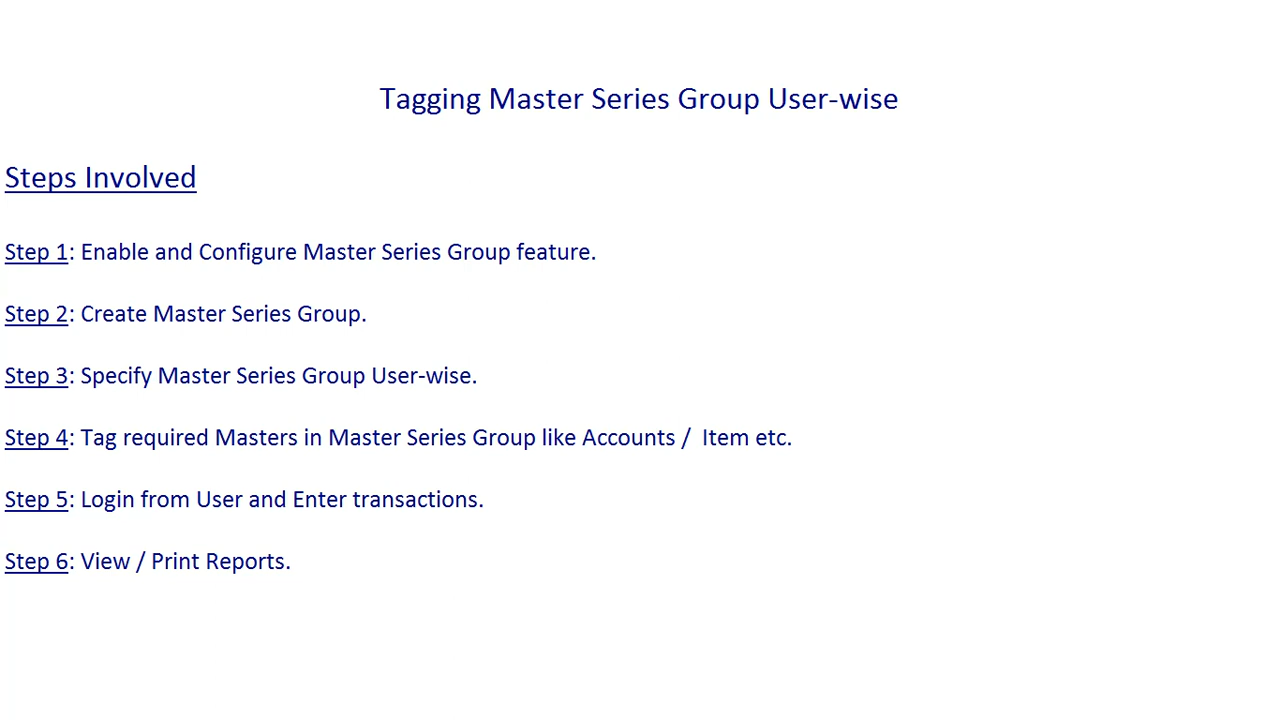 Tagging Master Series Group User-wise
Steps Involved
Step 1: Enable and Configure Master Series Group feature.
Step 2: Create Master Series Group.
Step 3: Specify Master Series Group User-wise.
Step 4: Tag required Masters in Master Series Group like Accounts /  Item etc.
Step 5: Login from User and Enter transactions.
Step 6: View / Print Reports.